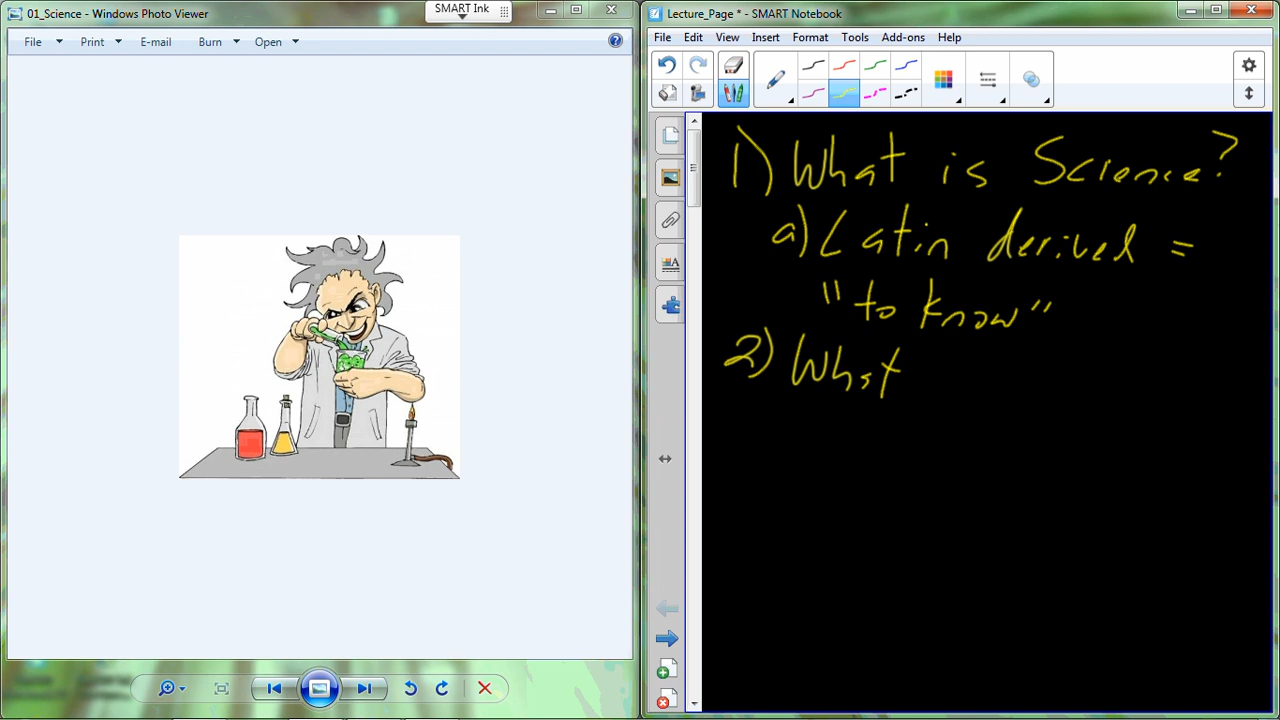 01_Science - Windows Photo Viewer
SMART Ink
File Print E-mail Burn Open
Lecture_Page * - SMART Notebook
File Edit View Insert Format Tools Add-ons Help
1) What is Science?
a) Latin derived =
"to know"
2) What